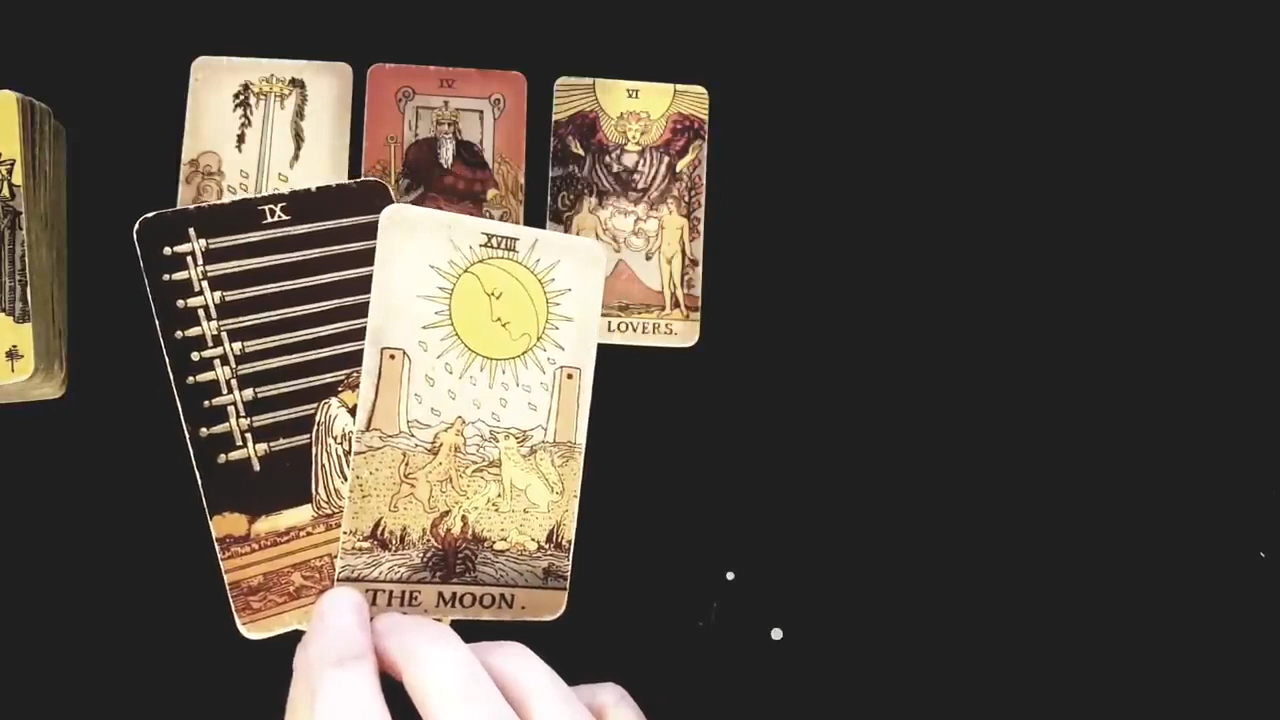 IV
VI
LOVERS.
IX
XVIII
THE MOON.